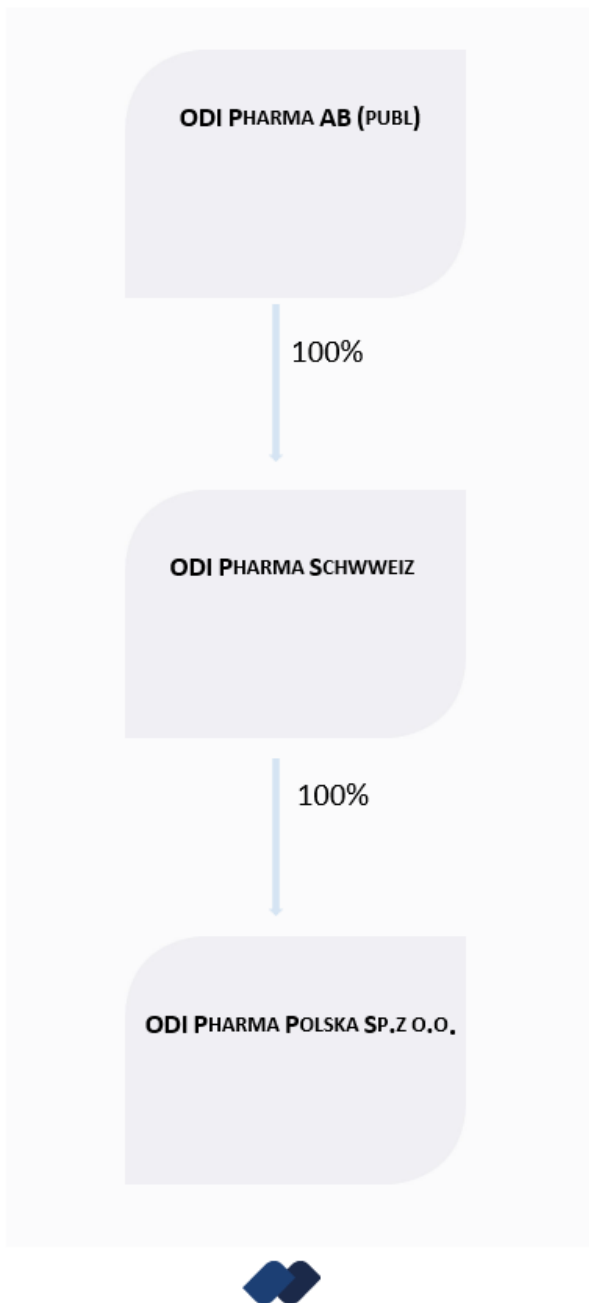 ODI PHARMA AB (PUBL)
100%
ODI PHARMA SCHWWEIZ
100%
ODI PHARMA POLSKA SP.Z O.O.